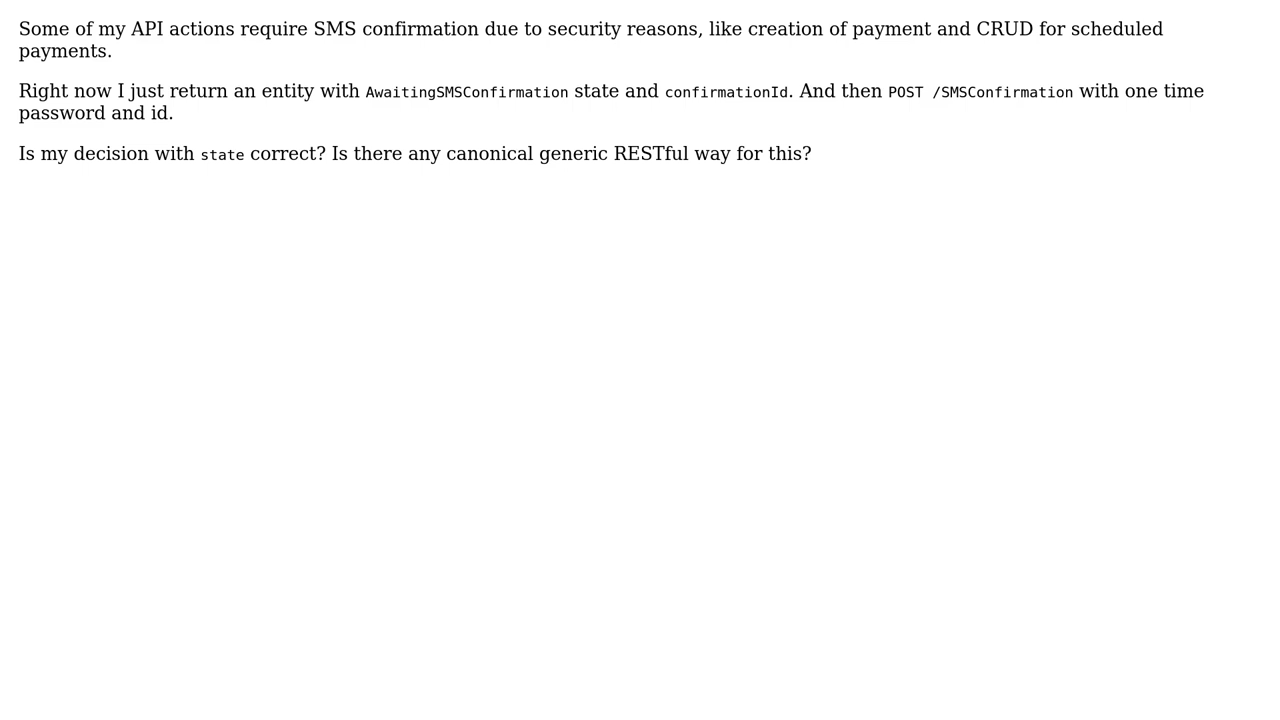 Some of my API actions require SMS confirmation due to security reasons, like creation of payment and CRUD for scheduled
payments.
Right now I just return an entity with AwaitingSMSConfirmation state and confirmationId. And then POST /SMSConfirmation with one time
password and id.
Is my decision with state correct? Is there any canonical generic RESTful way for this?